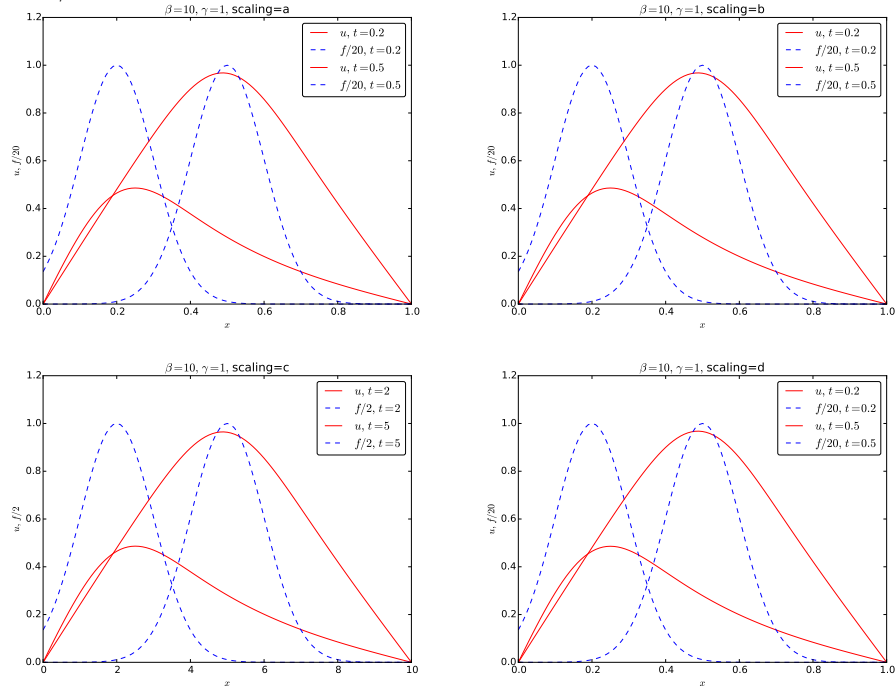 β=10, γ=1, scaling=a
1.2
1.0
0.8
0.6
0.4
0.2
0.0
u, f/20
0.0 0.2 0.4 0.6 0.8 1.0
x
u, t=0.2
f/20, t=0.2
u, t=0.5
f/20, t=0.5
β=10, γ=1, scaling=b
1.2
1.0
0.8
0.6
0.4
0.2
0.0
u, f/20
0.0 0.2 0.4 0.6 0.8 1.0
x
u, t=0.2
f/20, t=0.2
u, t=0.5
f/20, t=0.5
β=10, γ=1, scaling=c
1.2
1.0
0.8
0.6
0.4
0.2
0.0
u, f/2
0 2 4 6 8 10
x
u, t=2
f/2, t=2
u, t=5
f/2, t=5
β=10, γ=1, scaling=d
1.2
1.0
0.8
0.6
0.4
0.2
0.0
u, f/20
0.0 0.2 0.4 0.6 0.8 1.0
x
u, t=0.2
f/20, t=0.2
u, t=0.5
f/20, t=0.5